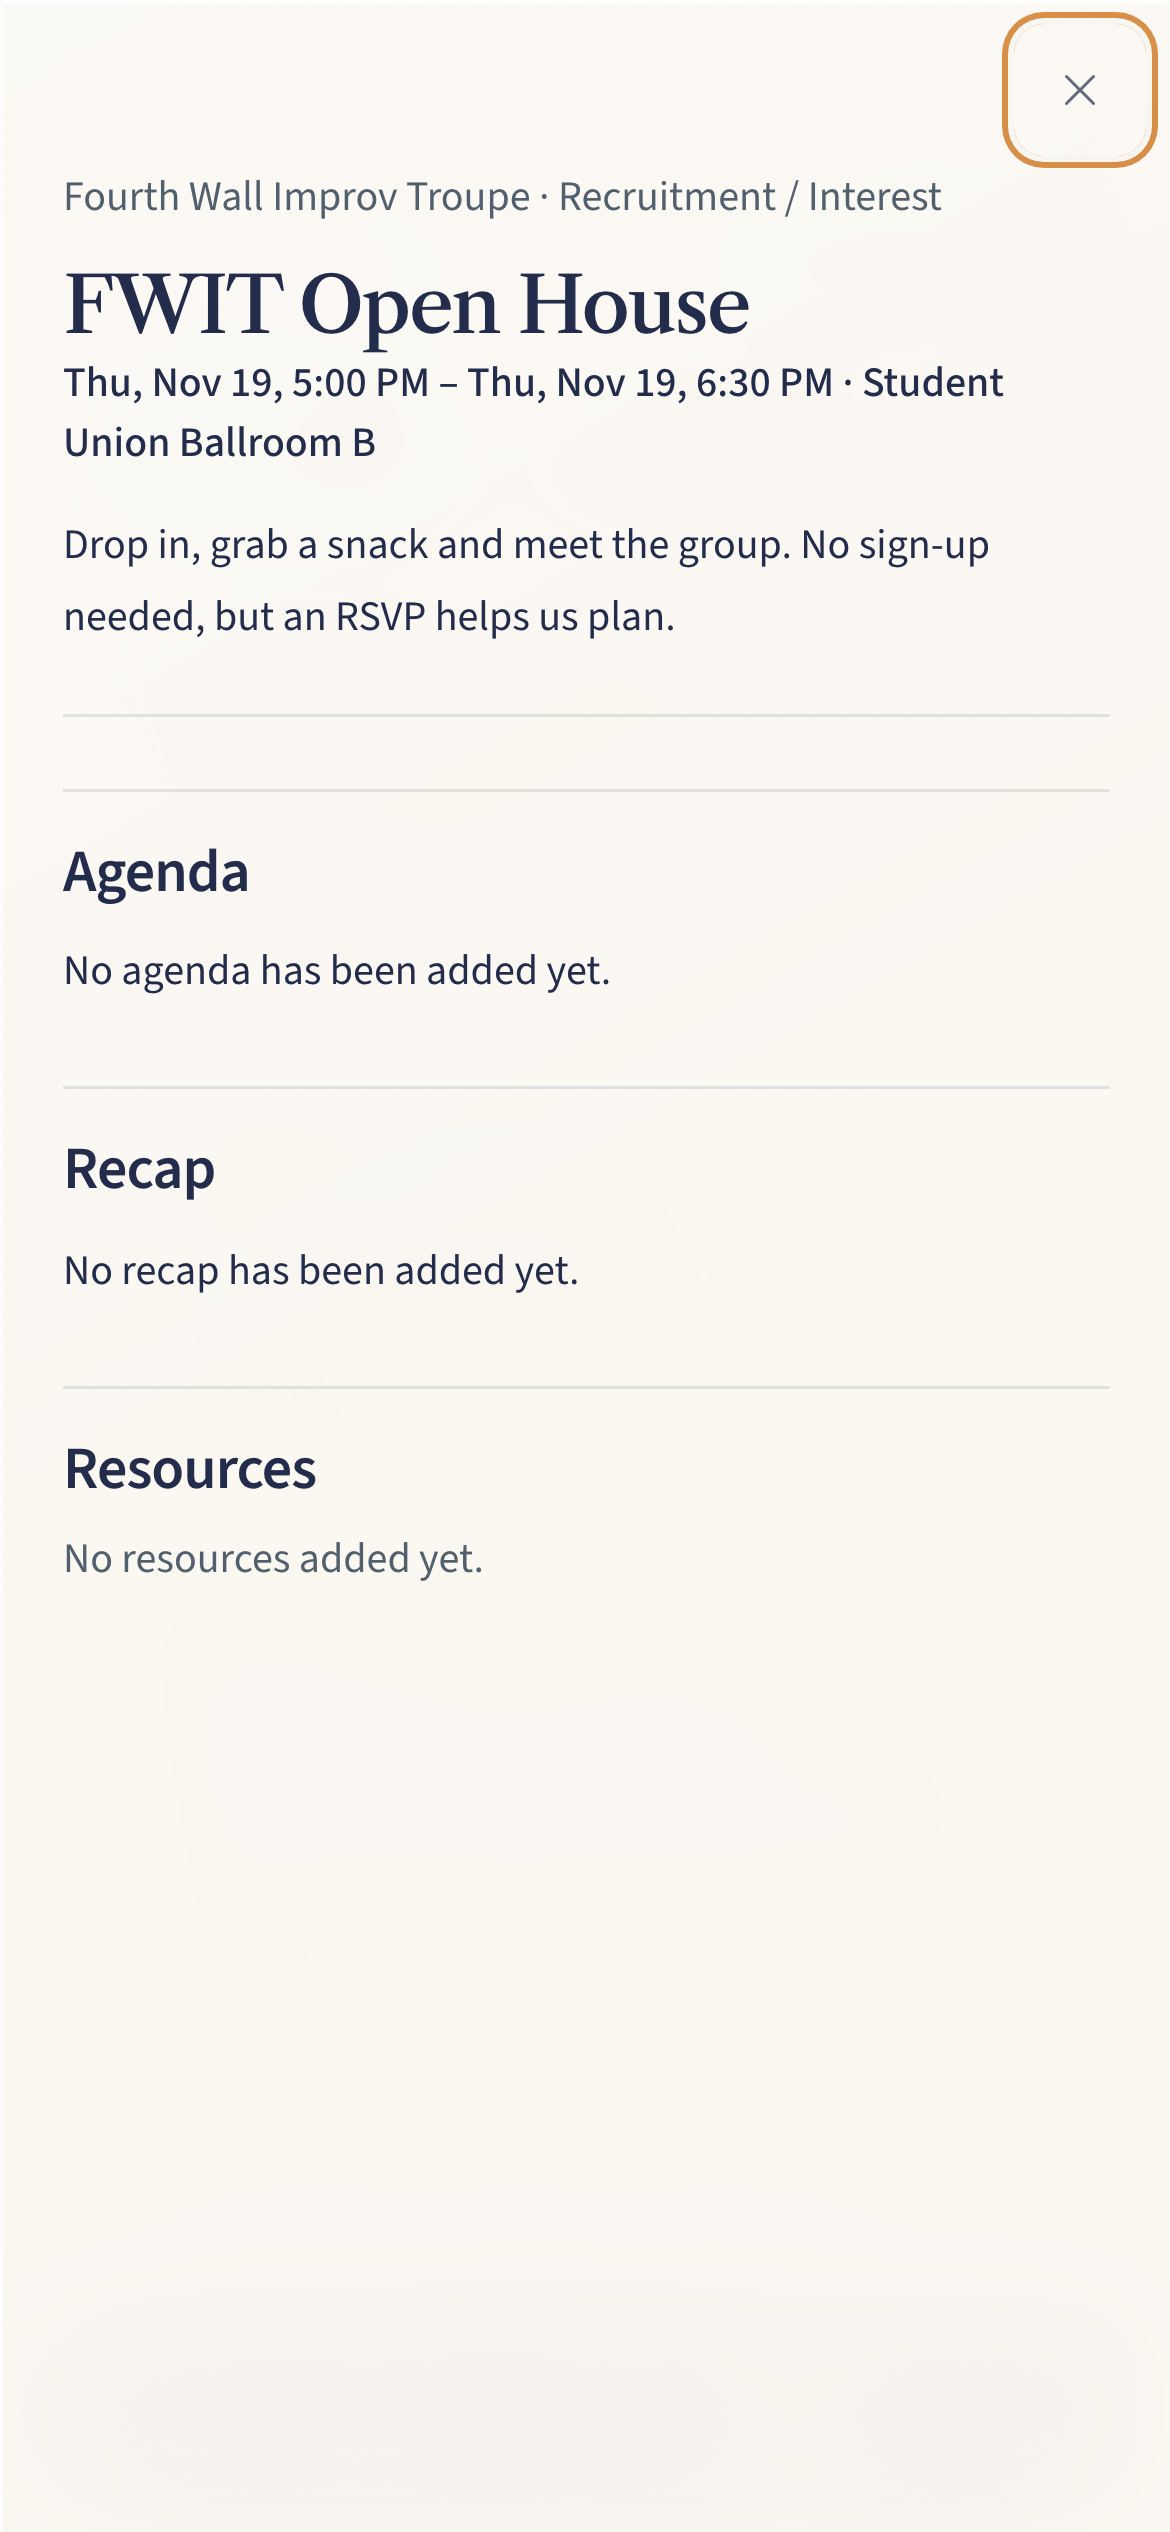 Fourth Wall Improv Troupe · Recruitment / Interest
FWIT Open House
Thu, Nov 19, 5:00 PM – Thu, Nov 19, 6:30 PM · Student
Union Ballroom B
Drop in, grab a snack and meet the group. No sign-up
needed, but an RSVP helps us plan.
Agenda
No agenda has been added yet.
Recap
No recap has been added yet.
Resources
No resources added yet.